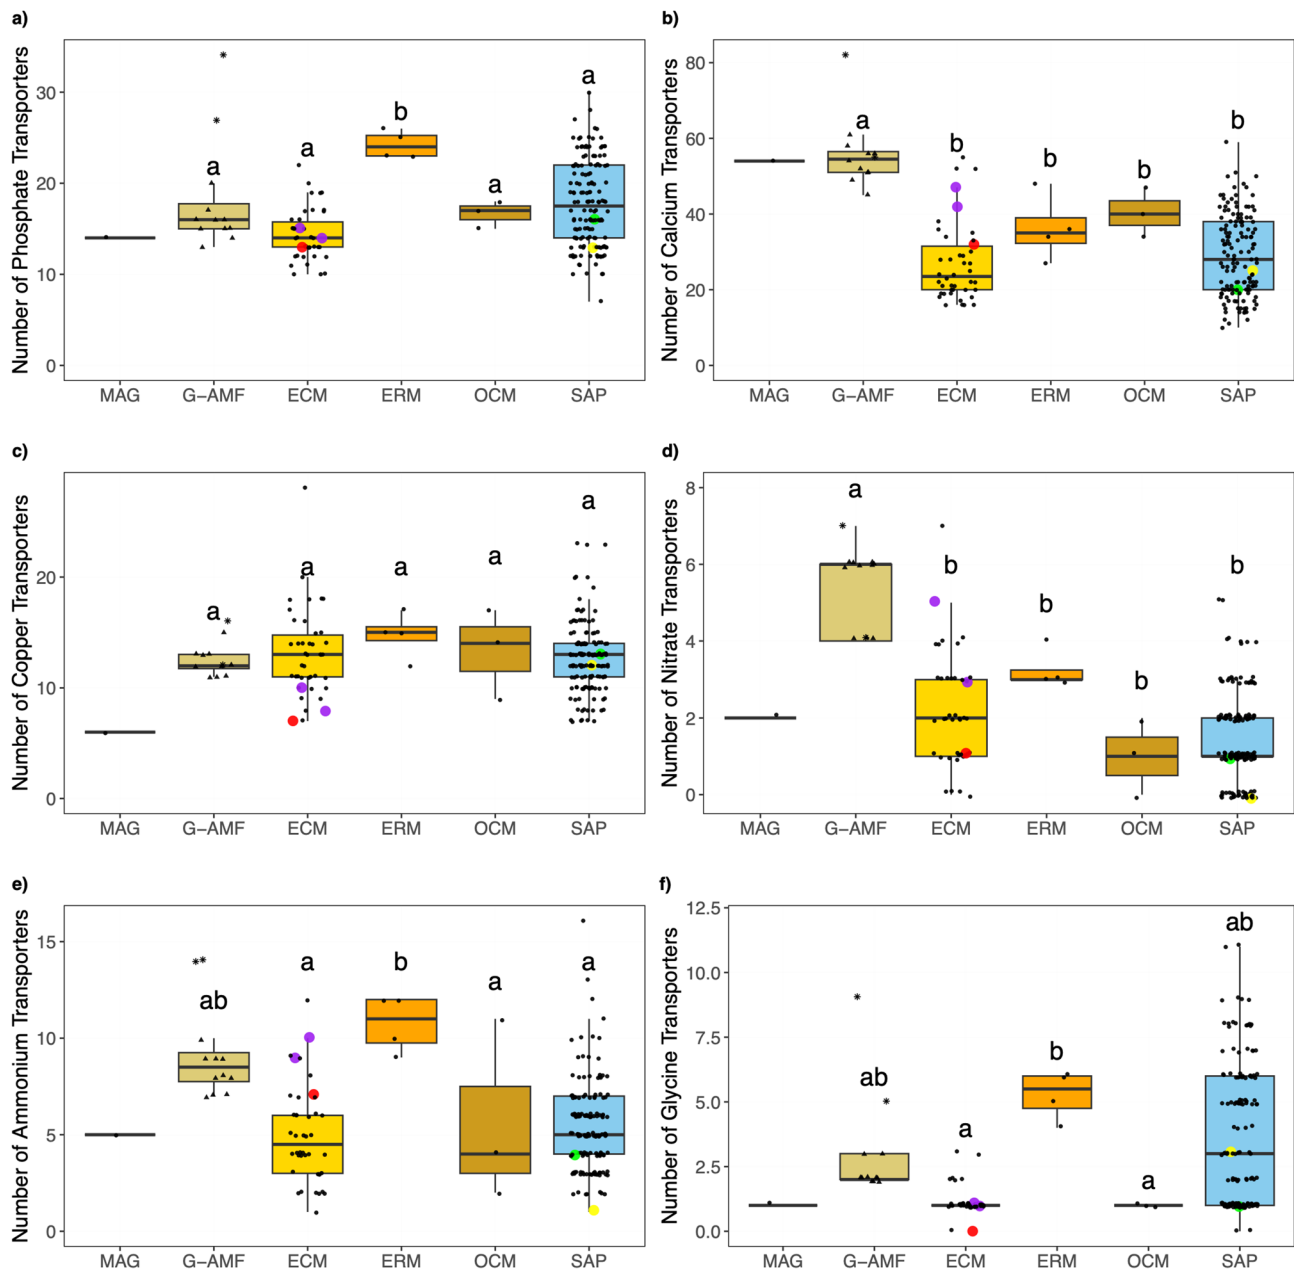 a)
Number of Phosphate Transporters
30
20
10
0
a
a
b
a
a
MAG G-AMF ECM ERM OCM SAP
b)
Number of Calcium Transporters
80
60
40
20
0
a
b
b
b
b
MAG G-AMF ECM ERM OCM SAP
c)
Number of Copper Transporters
20
10
0
a
a
a
a
a
MAG G-AMF ECM ERM OCM SAP
d)
Number of Nitrate Transporters
8
6
4
2
0
a
b
b
b
b
MAG G-AMF ECM ERM OCM SAP
e)
Number of Ammonium Transporters
15
10
5
0
ab
a
b
a
a
MAG G-AMF ECM ERM OCM SAP
f)
Number of Glycine Transporters
12.5
10.0
7.5
5.0
2.5
0.0
ab
a
b
a
ab
MAG G-AMF ECM ERM OCM SAP